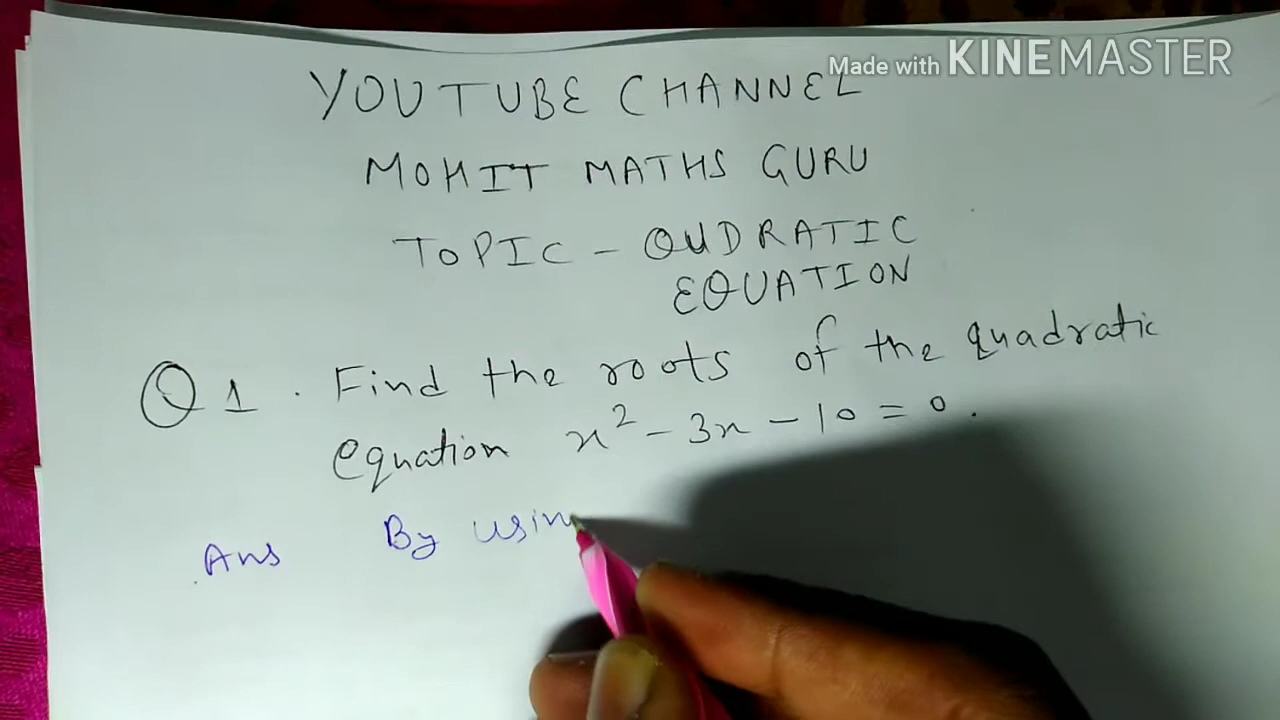 Made with KINEMASTER
YOUTUBE CHANNEL
MOHIT MATHS GURU
TOPIC - QUDRATIC
EQUATION
Q 1. Find the roots of the quadratic
equation x² - 3x - 10 = 0.
Ans By usin